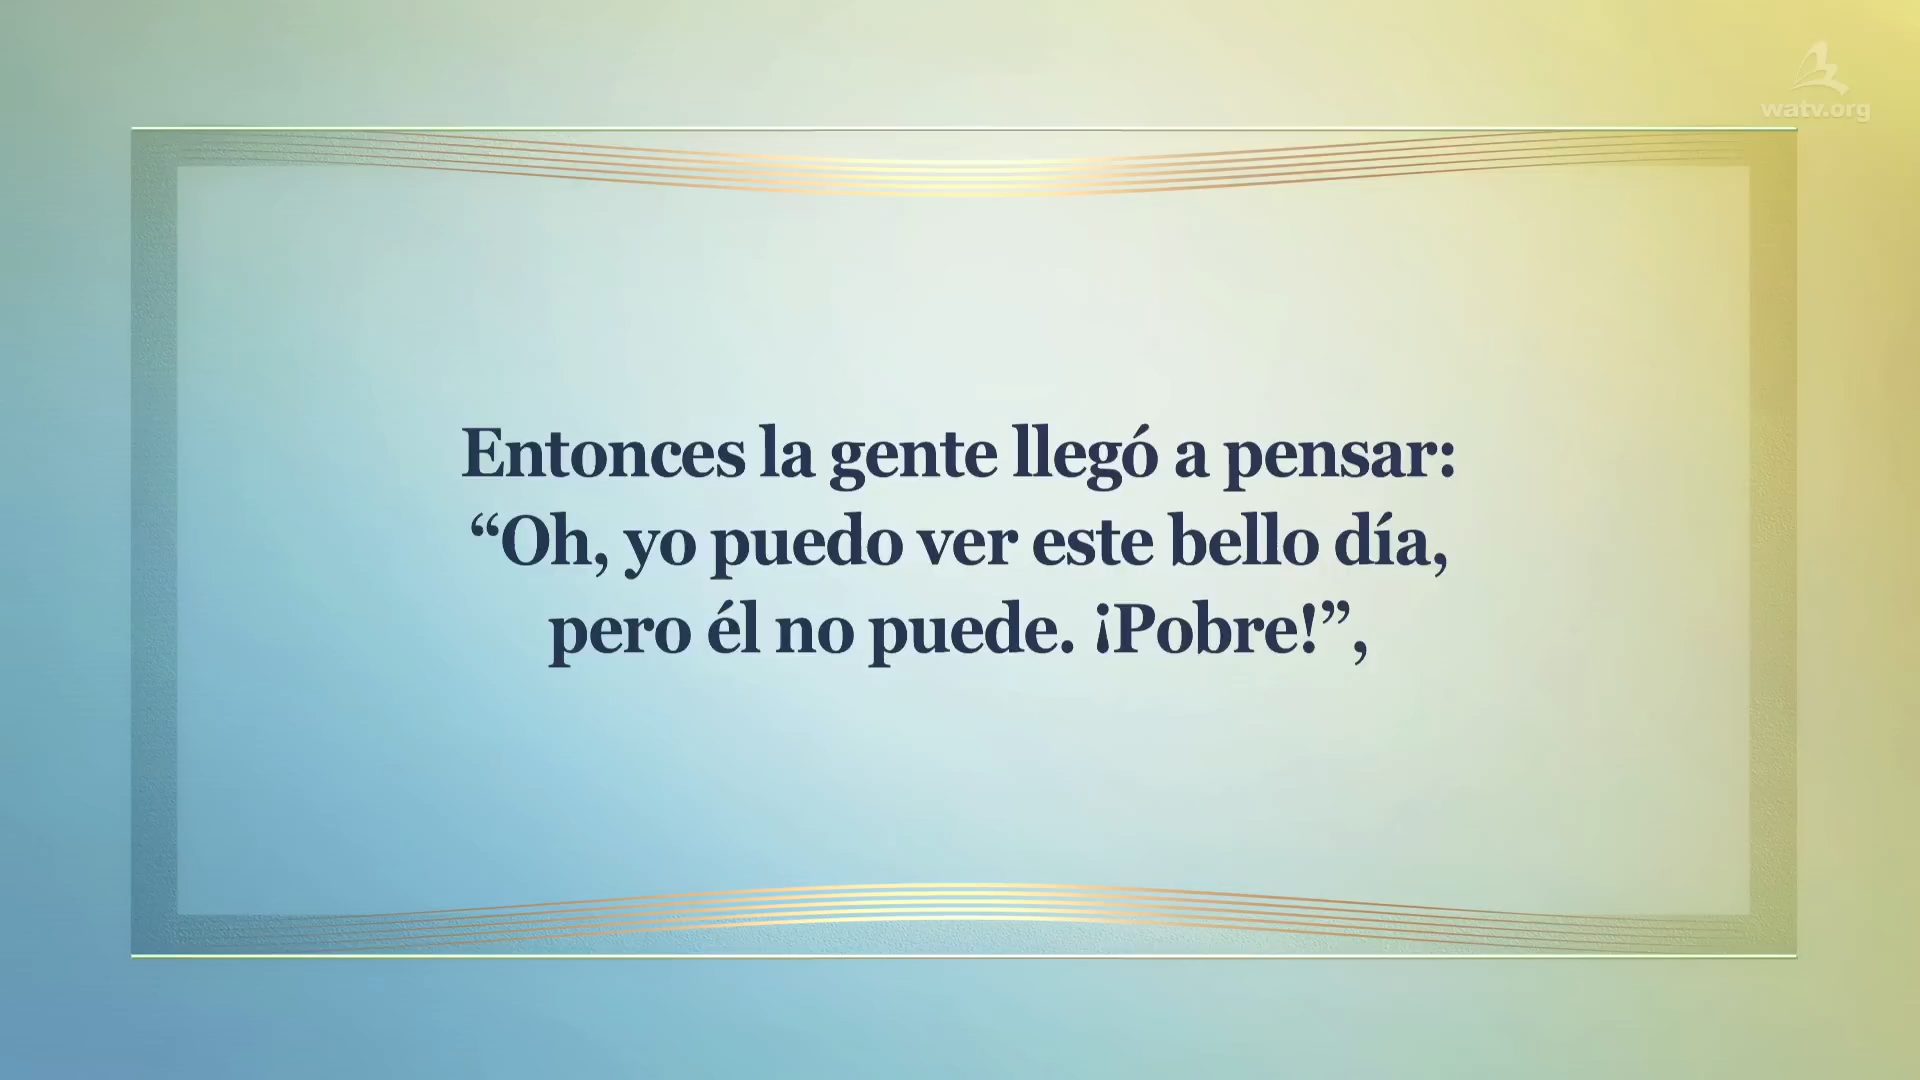 watv.org
Entonces la gente llegó a pensar:
“Oh, yo puedo ver este bello día,
pero él no puede. ¡Pobre!”,